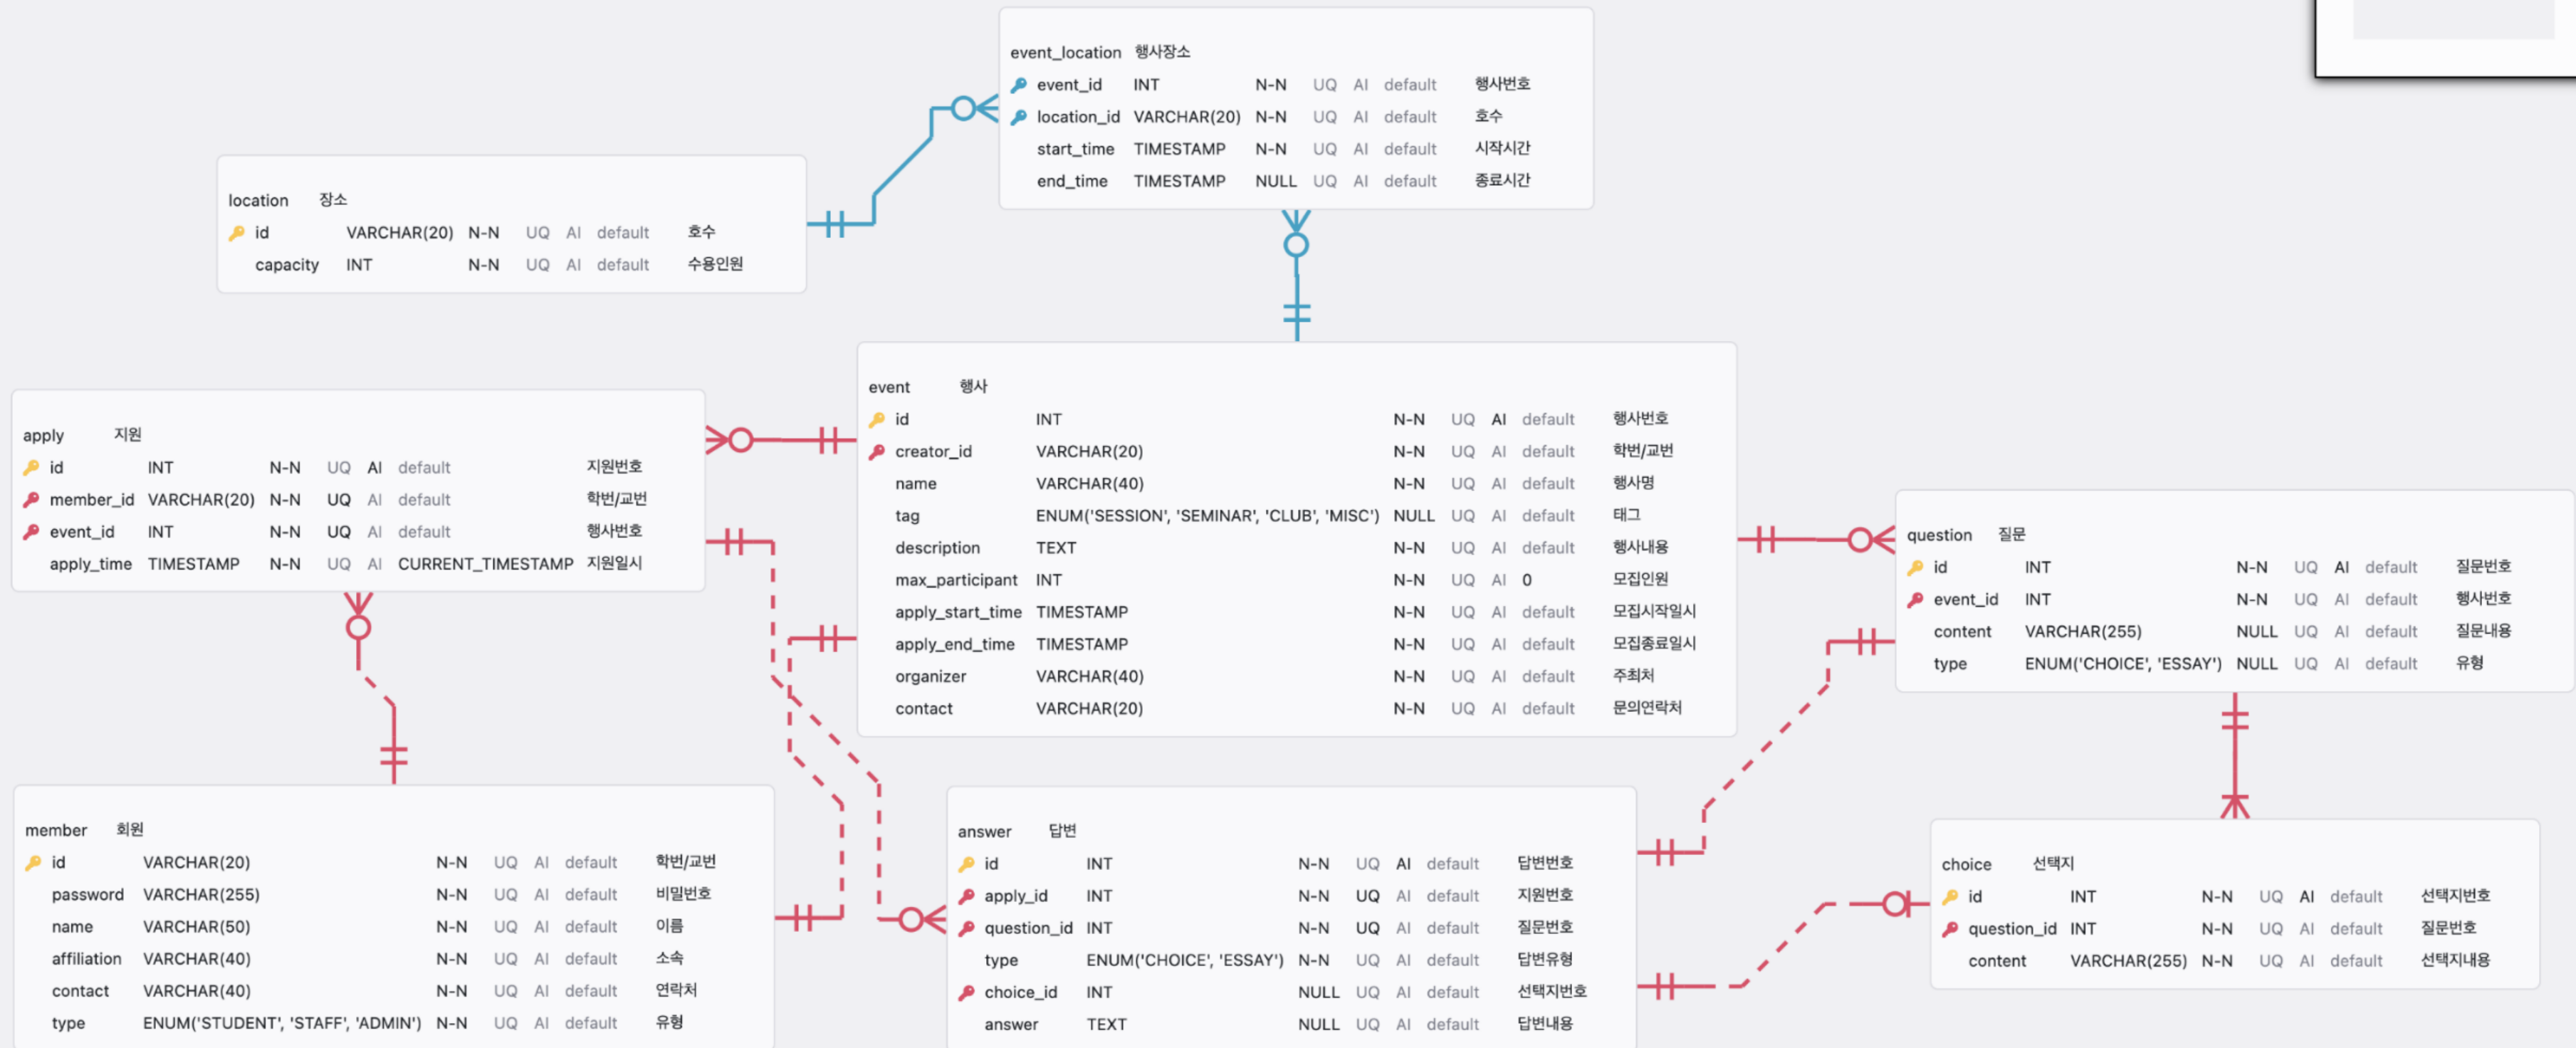 event_location 행사장소
event_id INT N-N UQ AI default 행사번호
location_id VARCHAR(20) N-N UQ AI default 호수
start_time TIMESTAMP N-N UQ AI default 시작시간
end_time TIMESTAMP NULL UQ AI default 종료시간
location 장소
id VARCHAR(20) N-N UQ AI default 호수
capacity INT N-N UQ AI default 수용인원
event 행사
id INT N-N UQ AI default 행사번호
creator_id VARCHAR(20) N-N UQ AI default 학번/교번
name VARCHAR(40) N-N UQ AI default 행사명
tag ENUM('SESSION', 'SEMINAR', 'CLUB', 'MISC') NULL UQ AI default 태그
description TEXT N-N UQ AI default 행사내용
max_participant INT N-N UQ AI 0 모집인원
apply_start_time TIMESTAMP N-N UQ AI default 모집시작일시
apply_end_time TIMESTAMP N-N UQ AI default 모집종료일시
organizer VARCHAR(40) N-N UQ AI default 주최처
contact VARCHAR(20) N-N UQ AI default 문의연락처
apply 지원
id INT N-N UQ AI default 지원번호
member_id VARCHAR(20) N-N UQ AI default 학번/교번
event_id INT N-N UQ AI default 행사번호
apply_time TIMESTAMP N-N UQ AI CURRENT_TIMESTAMP 지원일시
question 질문
id INT N-N UQ AI default 질문번호
event_id INT N-N UQ AI default 행사번호
content VARCHAR(255) NULL UQ AI default 질문내용
type ENUM('CHOICE', 'ESSAY') NULL UQ AI default 유형
member 회원
id VARCHAR(20) N-N UQ AI default 학번/교번
password VARCHAR(255) N-N UQ AI default 비밀번호
name VARCHAR(50) N-N UQ AI default 이름
affiliation VARCHAR(40) N-N UQ AI default 소속
contact VARCHAR(40) N-N UQ AI default 연락처
type ENUM('STUDENT', 'STAFF', 'ADMIN') N-N UQ AI default 유형
answer 답변
id INT N-N UQ AI default 답변번호
apply_id INT N-N UQ AI default 지원번호
question_id INT N-N UQ AI default 질문번호
type ENUM('CHOICE', 'ESSAY') N-N UQ AI default 답변유형
choice_id INT NULL UQ AI default 선택지번호
answer TEXT NULL UQ AI default 답변내용
choice 선택지
id INT N-N UQ AI default 선택지번호
question_id INT N-N UQ AI default 질문번호
content VARCHAR(255) N-N UQ AI default 선택지내용